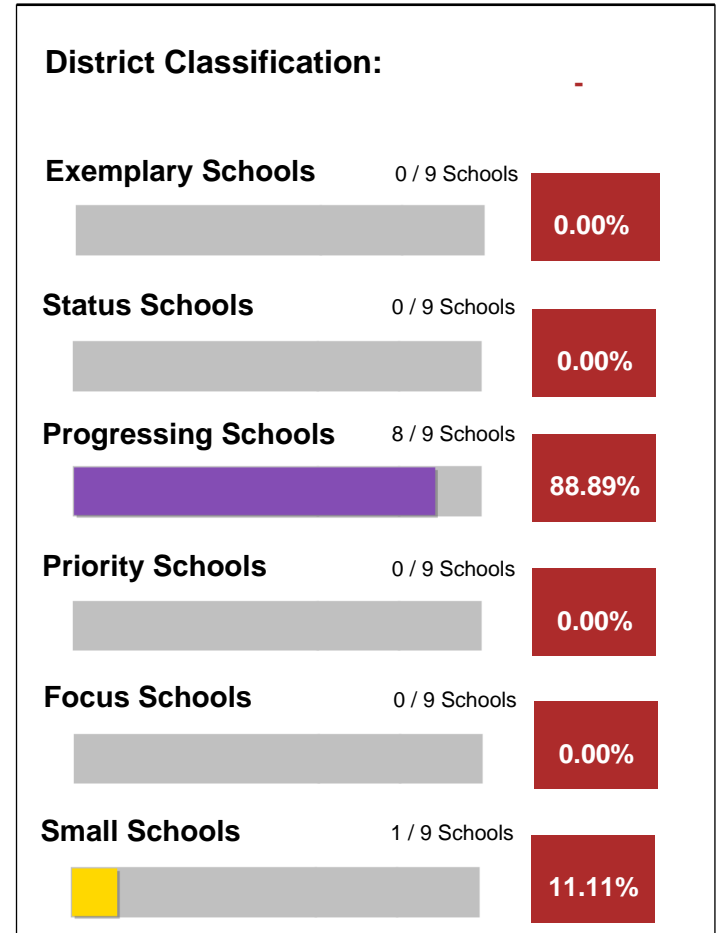 District Classification:
-
Exemplary Schools 0 / 9 Schools
0.00%
Status Schools 0 / 9 Schools
0.00%
Progressing Schools 8 / 9 Schools
88.89%
Priority Schools 0 / 9 Schools
0.00%
Focus Schools 0 / 9 Schools
0.00%
Small Schools 1 / 9 Schools
11.11%